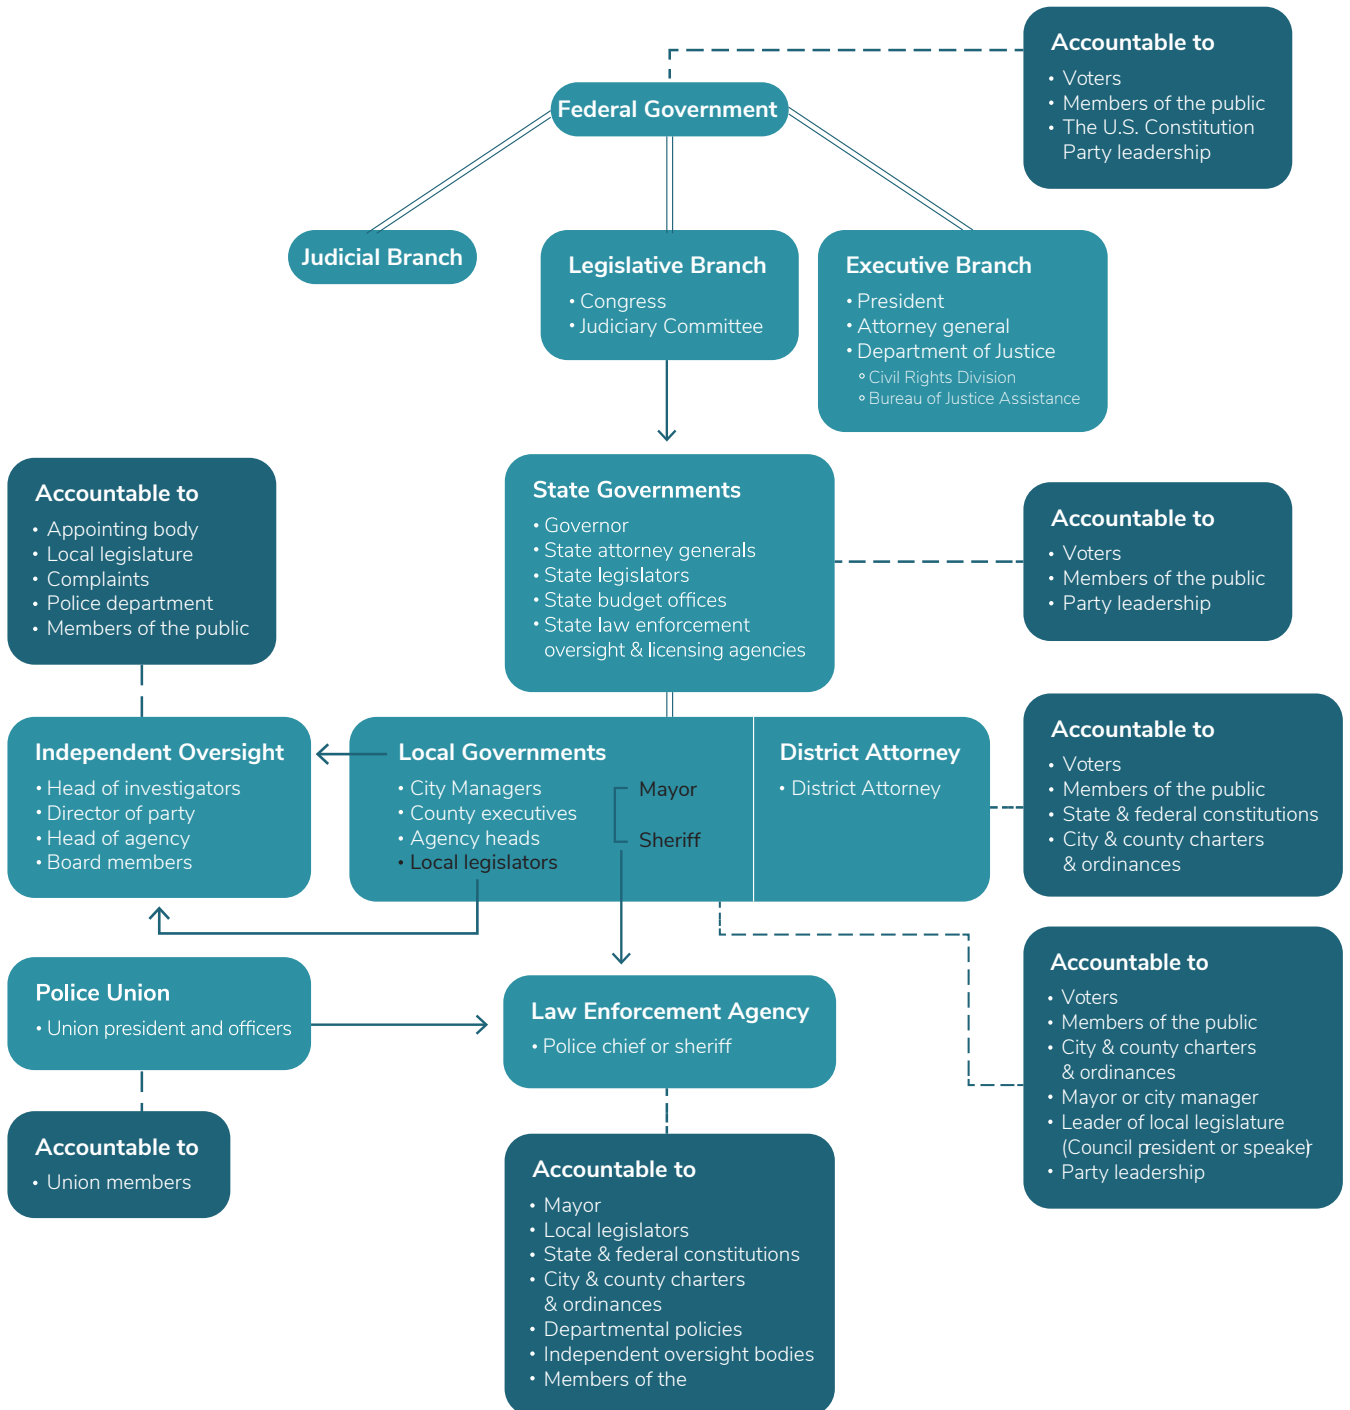 Accountable to
• Voters
• Members of the public
• The U.S. Constitution
Party leadership
Federal Government
Judicial Branch
Legislative Branch
• Congress
• Judiciary Committee
Executive Branch
• President
• Attorney general
• Department of Justice
◦ Civil Rights Division
◦ Bureau of Justice Assistance
State Governments
• Governor
• State attorney generals
• State legislators
• State budget offices
• State law enforcement
oversight & licensing agencies
Accountable to
• Voters
• Members of the public
• Party leadership
Accountable to
• Appointing body
• Local legislature
• Complaints
• Police department
• Members of the public
Independent Oversight
• Head of investigators
• Director of party
• Head of agency
• Board members
Local Governments
• City Managers
• County executives
• Agency heads
• Local legislators
Mayor
Sheriff
District Attorney
• District Attorney
Accountable to
• Voters
• Members of the public
• State & federal constitutions
• City & county charters
& ordinances
Police Union
• Union president and officers
Law Enforcement Agency
• Police chief or sheriff
Accountable to
• Voters
• Members of the public
• City & county charters
& ordinances
• Mayor or city manager
• Leader of local legislature
(Council president or speaker)
• Party leadership
Accountable to
• Union members
Accountable to
• Mayor
• Local legislators
• State & federal constitutions
• City & county charters
& ordinances
• Departmental policies
• Independent oversight bodies
• Members of the